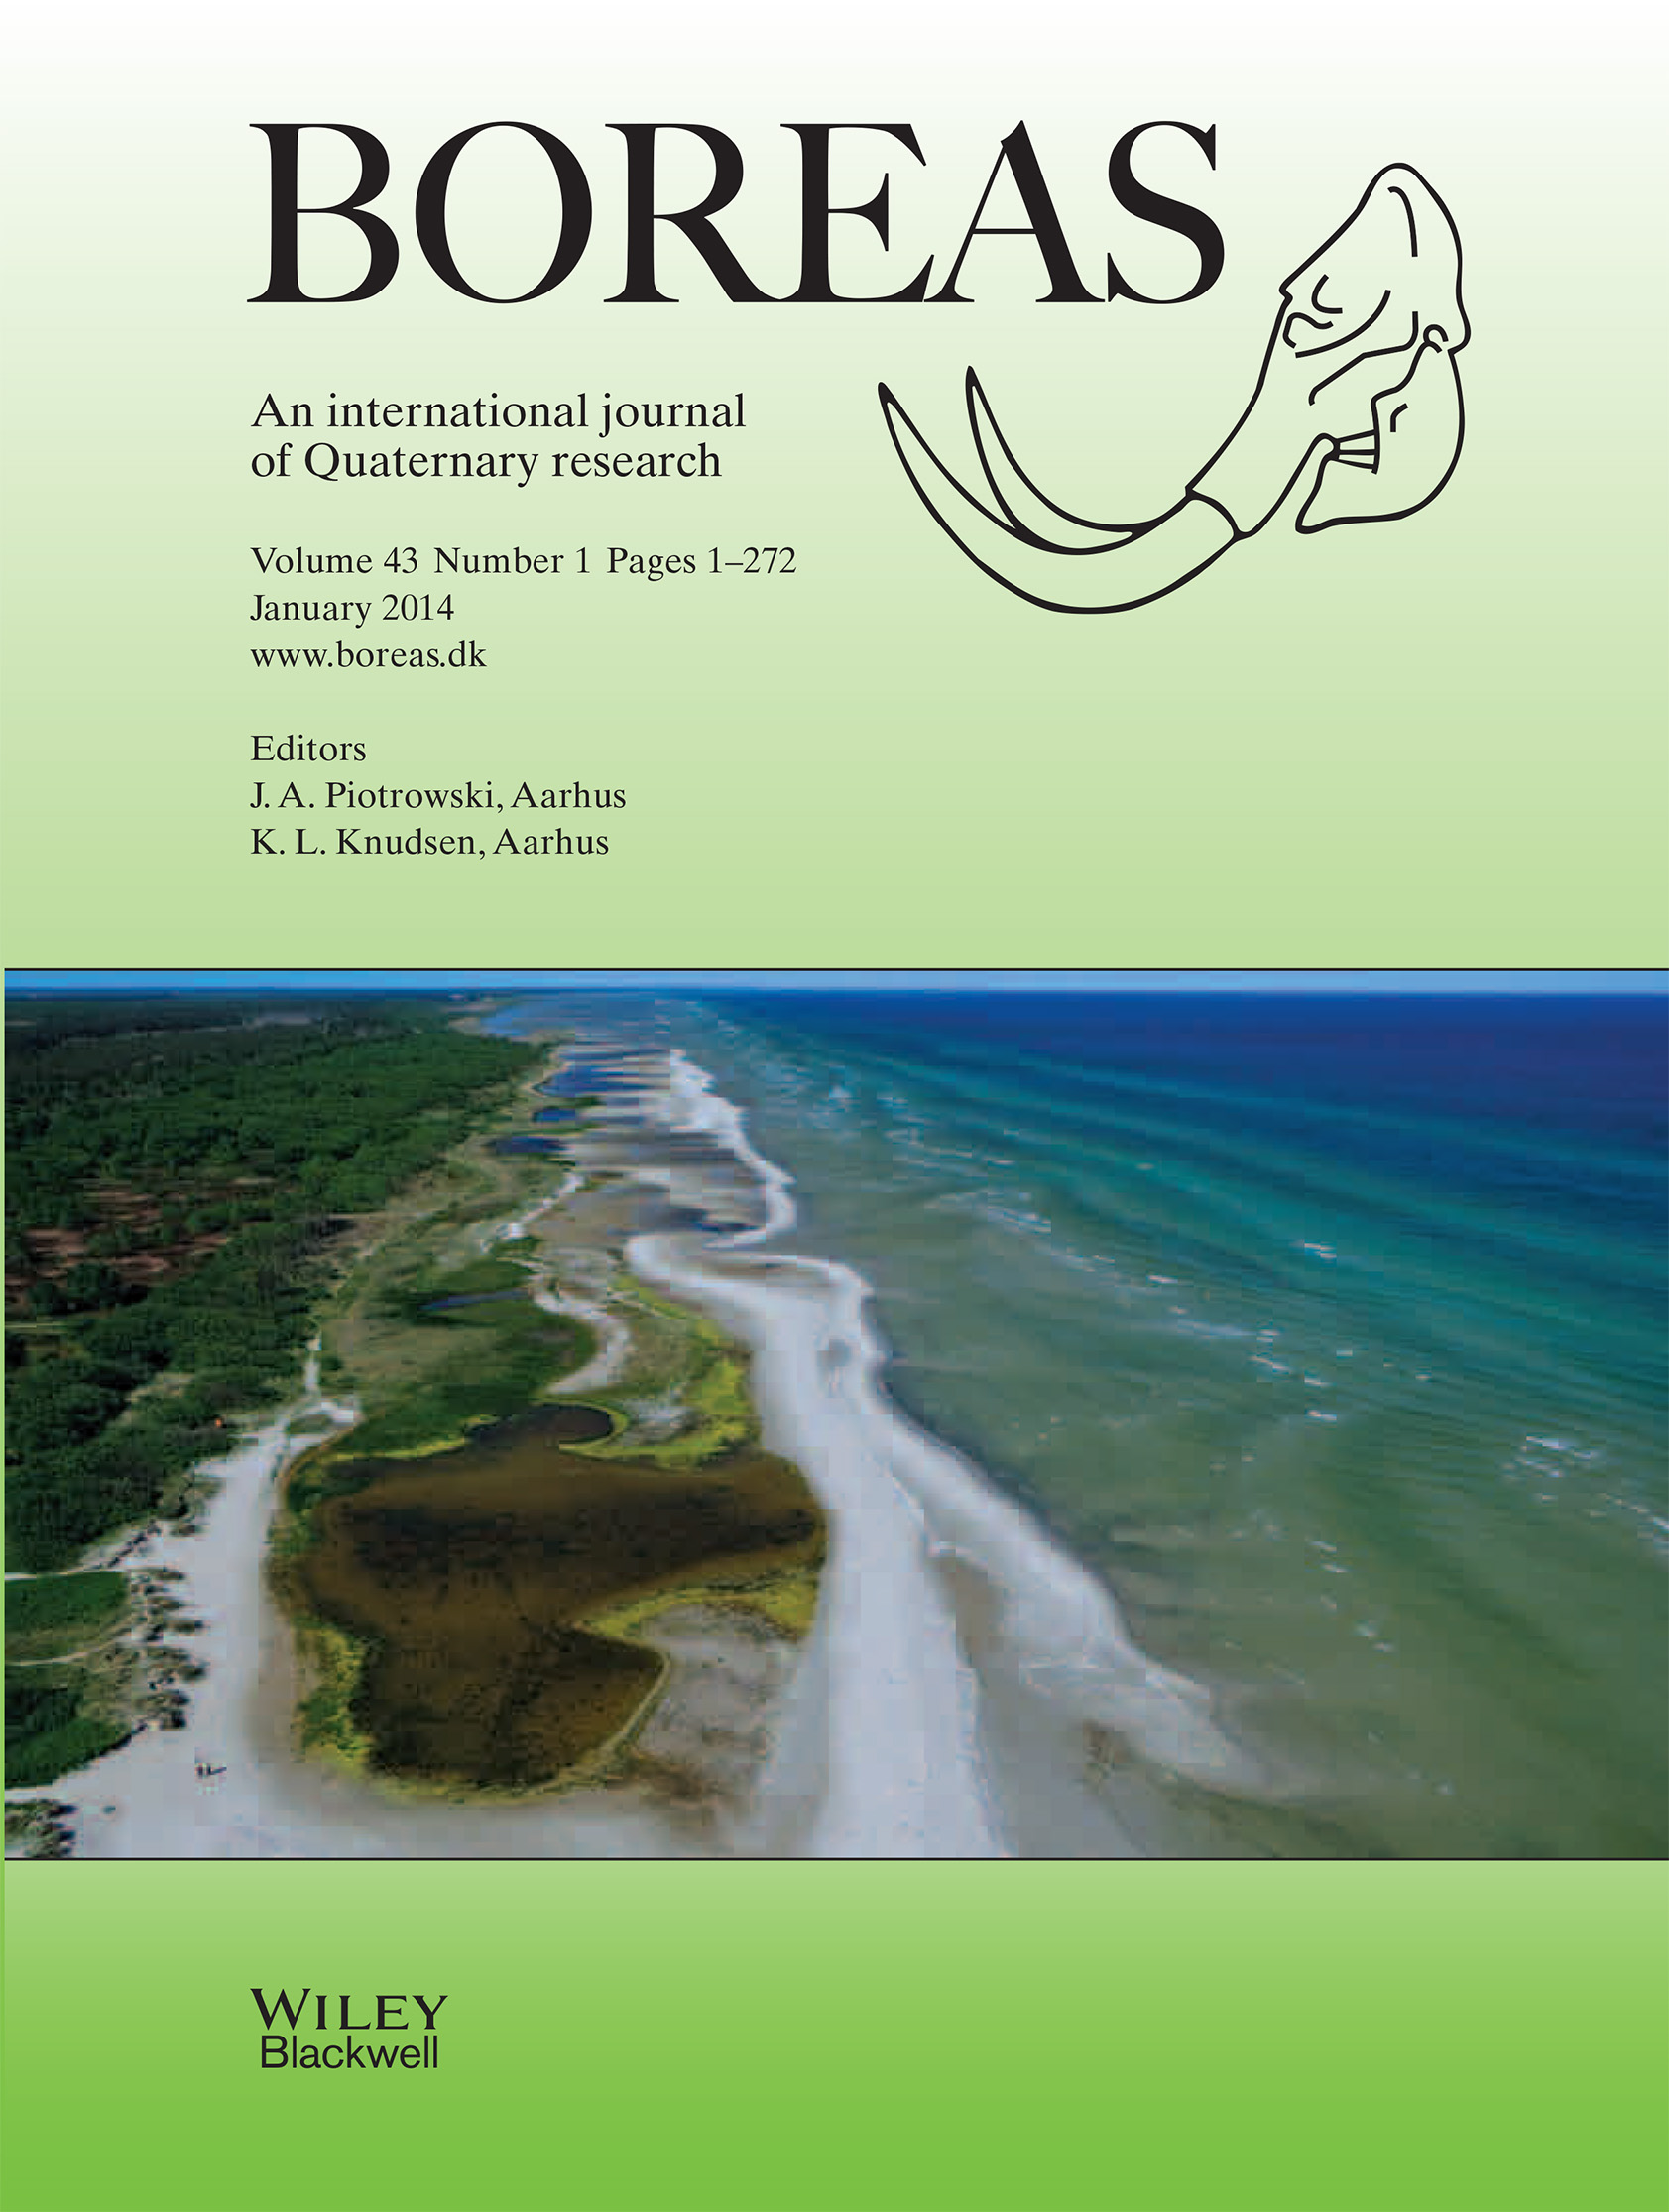 BOREAS
An international journal
of Quaternary research
Volume 43 Number 1 Pages 1–272
January 2014
www.boreas.dk
Editors
J. A. Piotrowski, Aarhus
K. L. Knudsen, Aarhus
WILEY
Blackwell